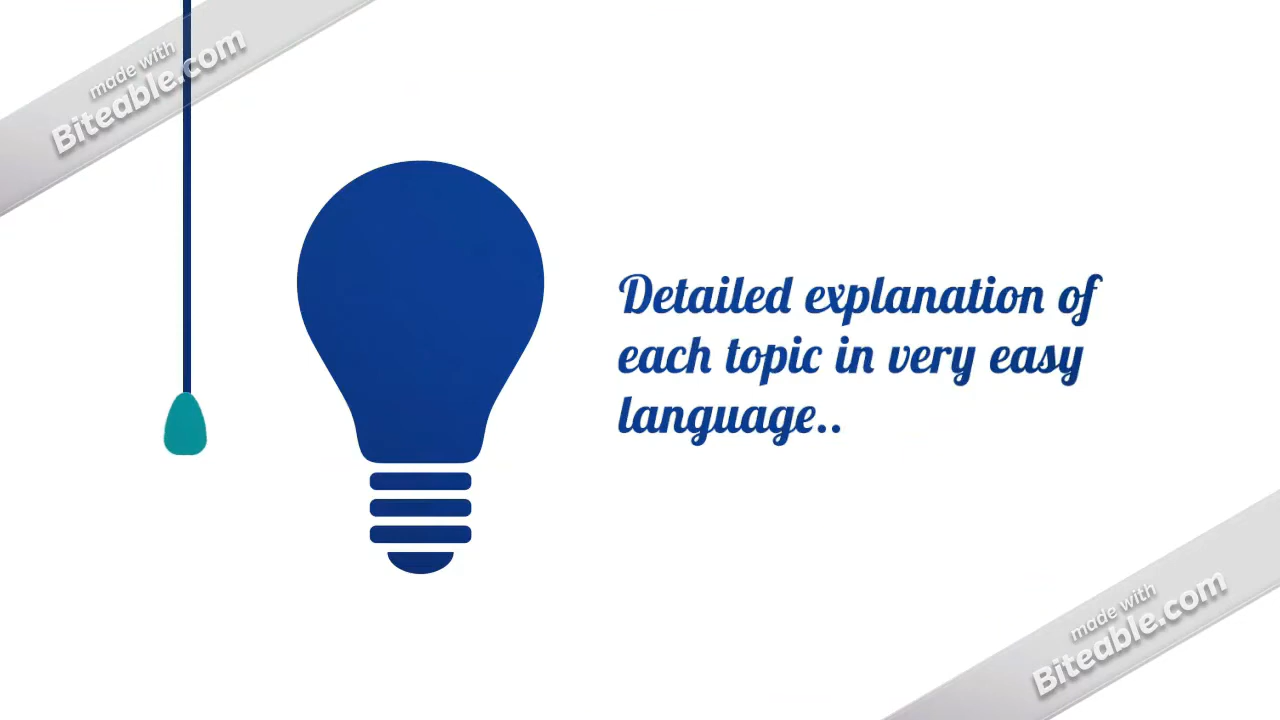 made with
Biteable.com
Detailed explanation of
each topic in very easy
language..
made with
Biteable.com